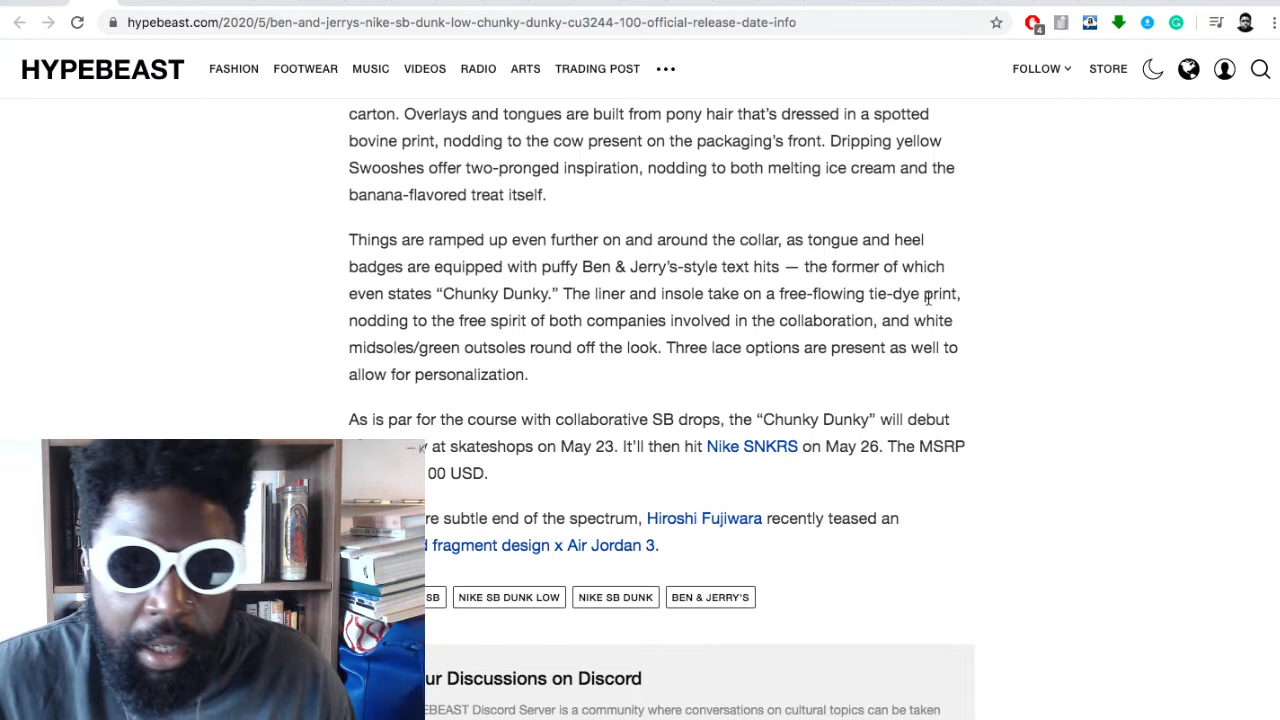 hypebeast.com/2020/5/ben-and-jerrys-nike-sb-dunk-low-chunky-dunky-cu3244-100-official-release-date-info
4
HYPEBEAST FASHION FOOTWEAR MUSIC VIDEOS RADIO ARTS TRADING POST FOLLOW STORE
carton. Overlays and tongues are built from pony hair that’s dressed in a spotted
bovine print, nodding to the cow present on the packaging’s front. Dripping yellow
Swooshes offer two-pronged inspiration, nodding to both melting ice cream and the
banana-flavored treat itself.
Things are ramped up even further on and around the collar, as tongue and heel
badges are equipped with puffy Ben & Jerry’s-style text hits — the former of which
even states “Chunky Dunky.” The liner and insole take on a free-flowing tie-dye print,
nodding to the free spirit of both companies involved in the collaboration, and white
midsoles/green outsoles round off the look. Three lace options are present as well to
allow for personalization.
As is par for the course with collaborative SB drops, the “Chunky Dunky” will debut
at skateshops on May 23. It’ll then hit Nike SNKRS on May 26. The MSRP
00 USD.
re subtle end of the spectrum, Hiroshi Fujiwara recently teased an
d fragment design x Air Jordan 3.
SB NIKE SB DUNK LOW NIKE SB DUNK BEN & JERRY’S
ur Discussions on Discord
EBEAST Discord Server is a community where conversations on cultural topics can be taken